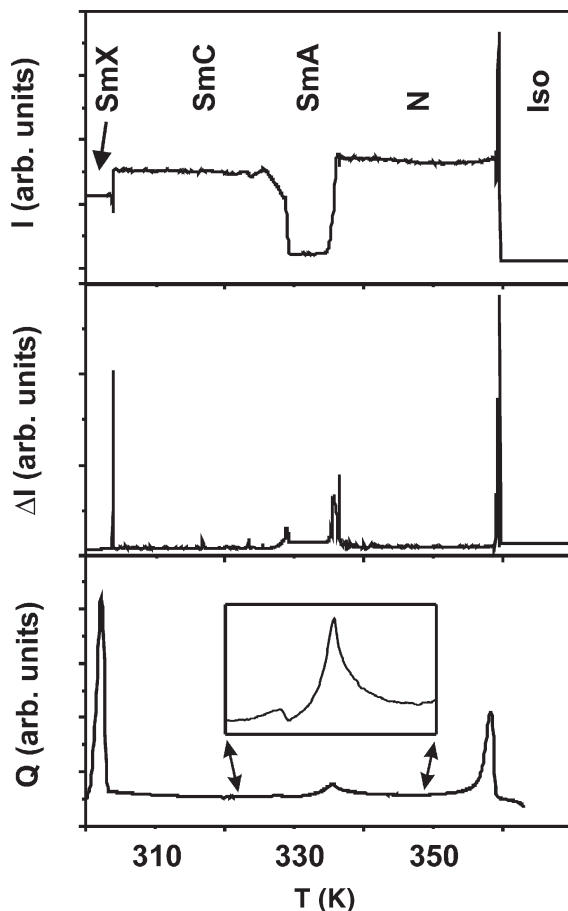 SmX
SmC
SmA
N
Iso
I (arb. units)
ΔI (arb. units)
Q (arb. units)
310
330
350
T (K)